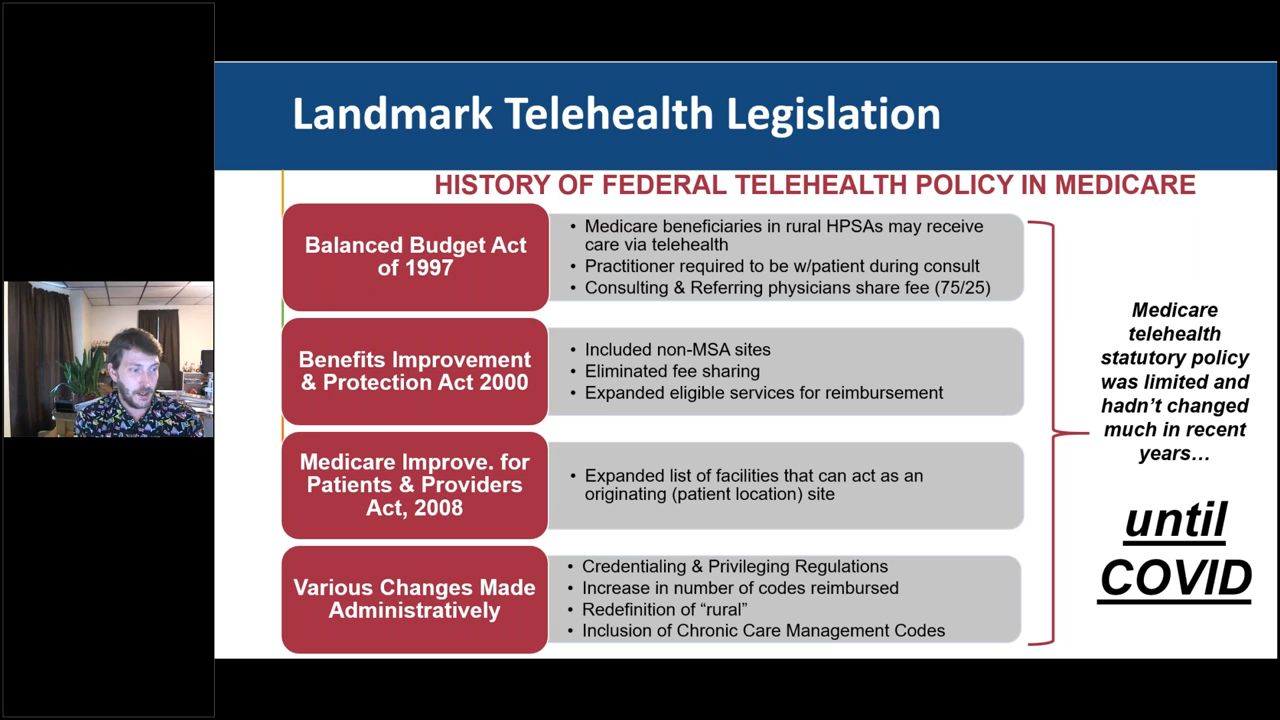 Landmark Telehealth Legislation
HISTORY OF FEDERAL TELEHEALTH POLICY IN MEDICARE
Balanced Budget Act
of 1997
• Medicare beneficiaries in rural HPSAs may receive
care via telehealth
• Practitioner required to be w/patient during consult
• Consulting & Referring physicians share fee (75/25)
Benefits Improvement
& Protection Act 2000
• Included non-MSA sites
• Eliminated fee sharing
• Expanded eligible services for reimbursement
Medicare Improve. for
Patients & Providers
Act, 2008
• Expanded list of facilities that can act as an
originating (patient location) site
Various Changes Made
Administratively
• Credentialing & Privileging Regulations
• Increase in number of codes reimbursed
• Redefinition of “rural”
• Inclusion of Chronic Care Management Codes
Medicare
telehealth
statutory policy
was limited and
hadn’t changed
much in recent
years…
until
COVID